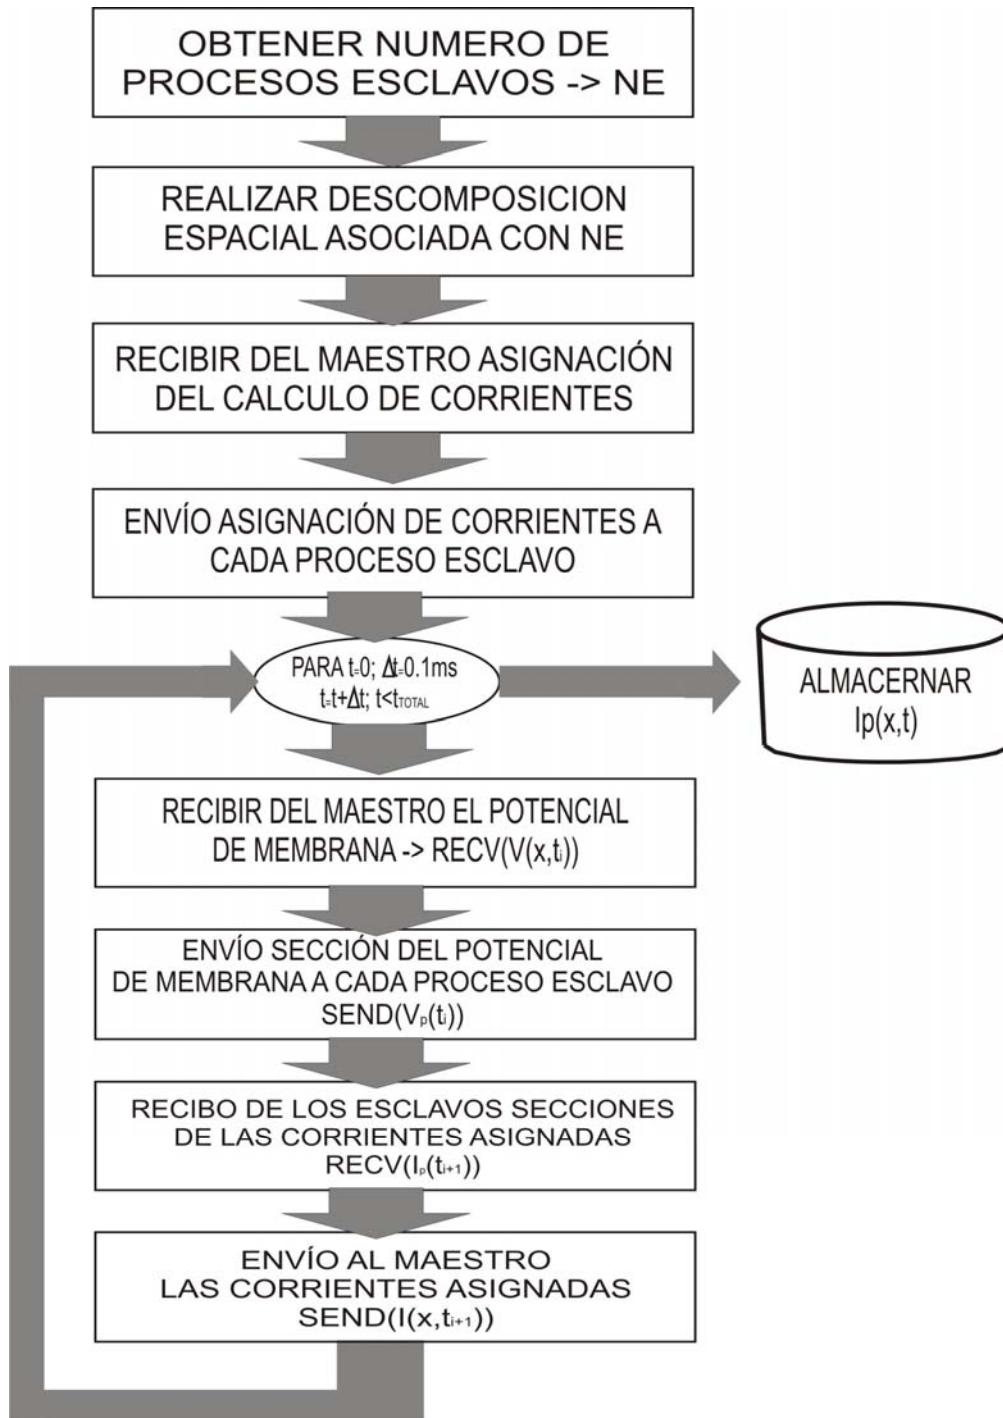 OBTENER NUMERO DE
PROCESOS ESCLAVOS -> NE
REALIZAR DESCOMPOSICION
ESPACIAL ASOCIADA CON NE
RECIBIR DEL MAESTRO ASIGNACIÓN
DEL CALCULO DE CORRIENTES
ENVÍO ASIGNACIÓN DE CORRIENTES A
CADA PROCESO ESCLAVO
PARA t=0; Δt=0.1ms
t=t+Δt; t<tTOTAL
ALMACERNAR
Ip(x,t)
RECIBIR DEL MAESTRO EL POTENCIAL
DE MEMBRANA -> RECV(V(x,ti))
ENVÍO SECCIÓN DEL POTENCIAL
DE MEMBRANA A CADA PROCESO ESCLAVO
SEND(Vp(ti))
RECIBO DE LOS ESCLAVOS SECCIONES
DE LAS CORRIENTES ASIGNADAS
RECV(Ip(ti+1))
ENVÍO AL MAESTRO
LAS CORRIENTES ASIGNADAS
SEND(I(x,ti+1))